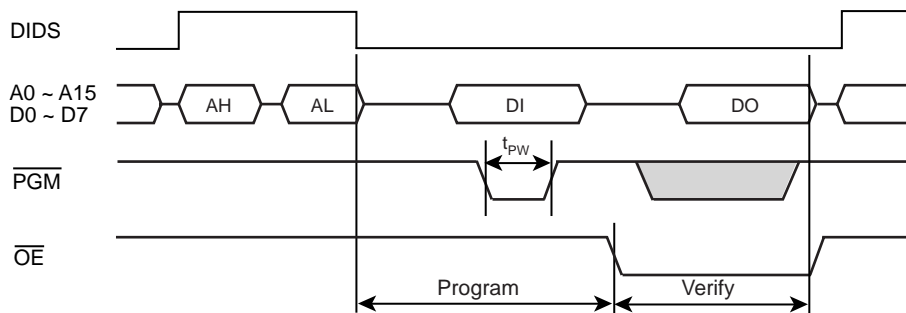 DIDS
A0 ~ A15
D0 ~ D7
AH
AL
DI
DO
tPW
PGM
OE
Program
Verify